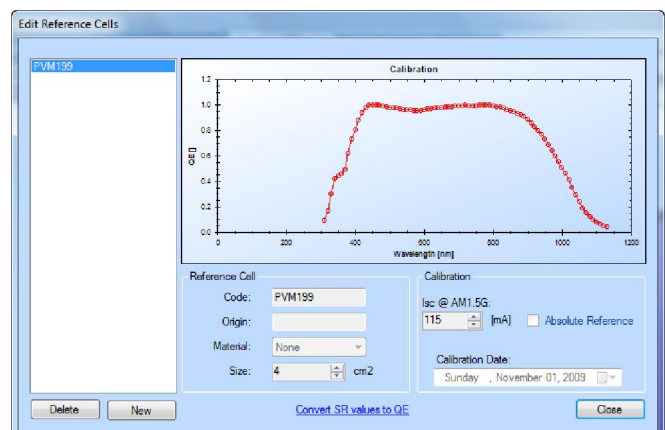 Edit Reference Cells
PVM199
Calibration
1.2
1.0
0.8
0.6
0.4
0.2
0.0
QE []
0 200 400 600 800 1000 1200
Wavelength [nm]
Reference Cell
Code: PVM199
Origin:
Material: None
Size: 4 cm2
Calibration
Isc @ AM1.5G:
115 [mA] Absolute Reference
Calibration Date:
Sunday , November 01, 2009
Delete New Convert SR values to QE Close